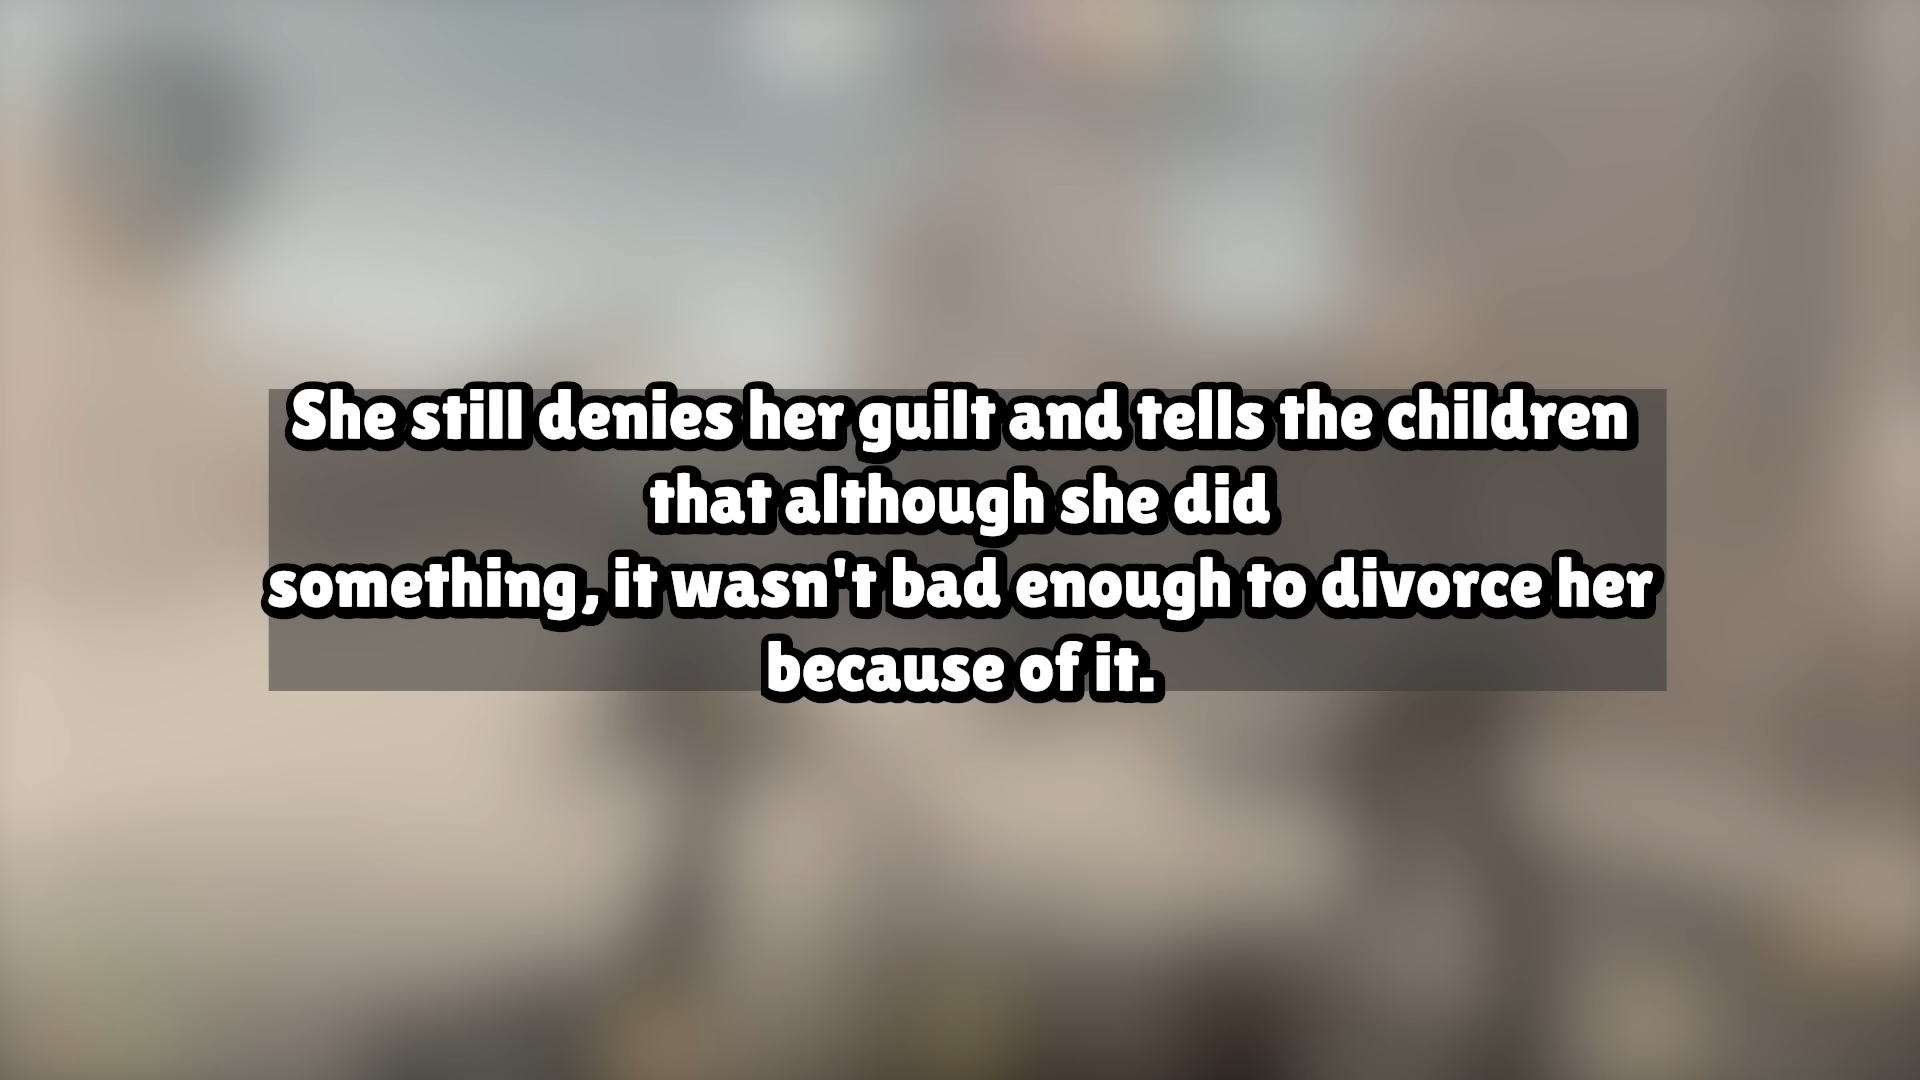 She still denies her guilt and tells the children
that although she did
something, it wasn't bad enough to divorce her
because of it.